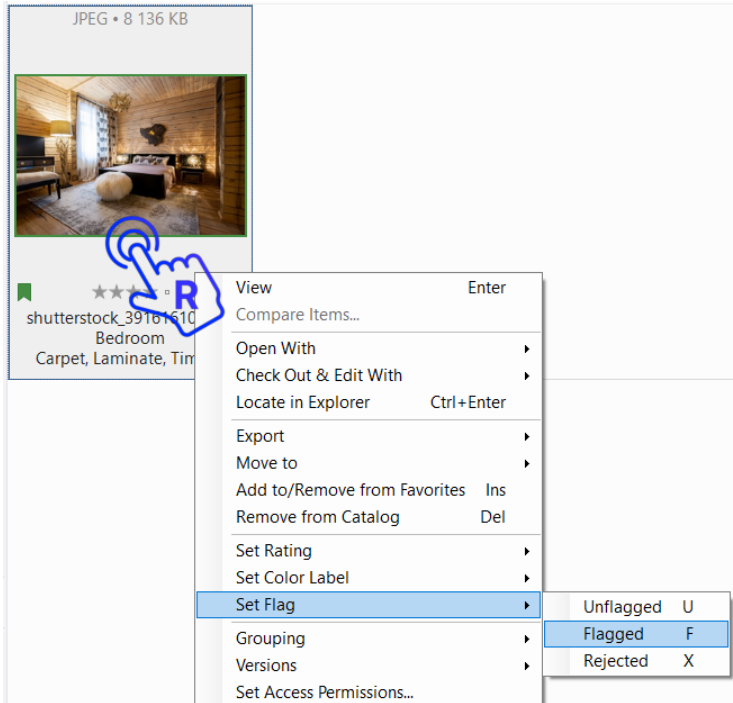 JPEG • 8 136 KB
shutterstock_39161610
Bedroom
Carpet, Laminate, Tim
R
View Enter
Compare Items...
Open With
Check Out & Edit With
Locate in Explorer Ctrl+Enter
Export
Move to
Add to/Remove from Favorites Ins
Remove from Catalog Del
Set Rating
Set Color Label
Set Flag
Unflagged U
Flagged F
Rejected X
Grouping
Versions
Set Access Permissions...